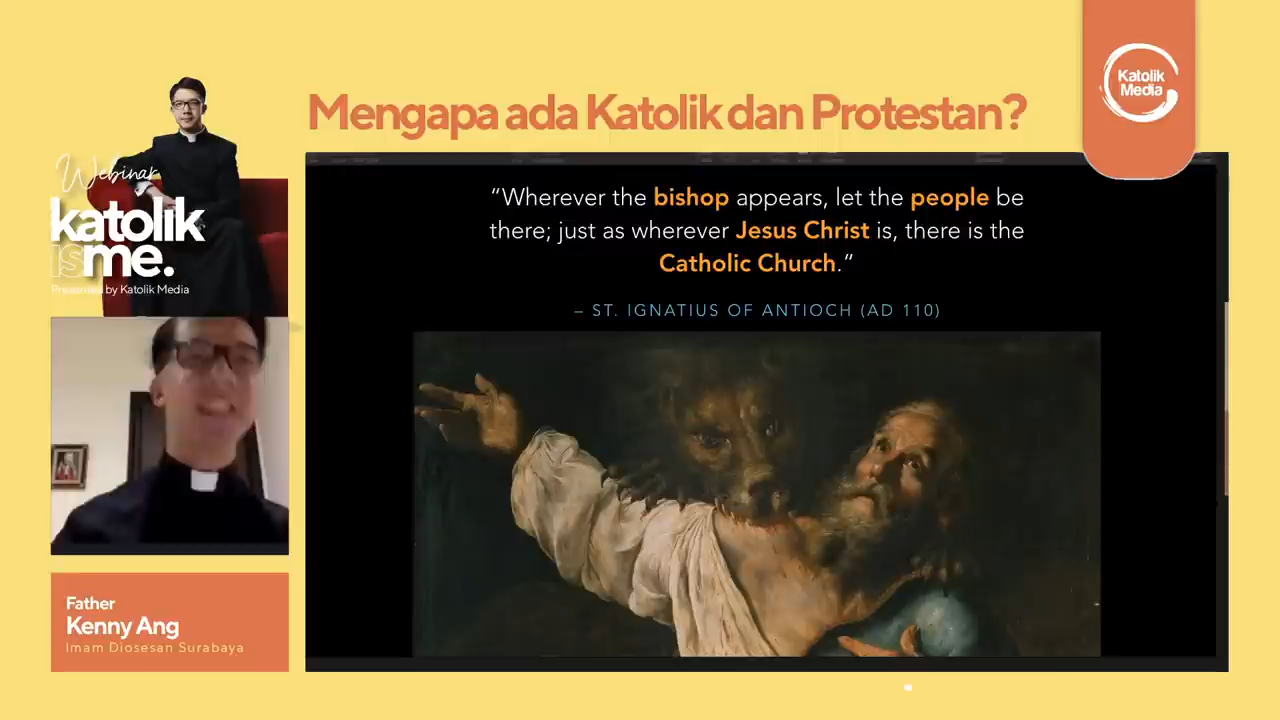 Mengapa ada Katolik dan Protestan?
Katolik
Media
Webinar
katolik
isme.
Presented by Katolik Media
“Wherever the bishop appears, let the people be
there; just as wherever Jesus Christ is, there is the
Catholic Church.“
– ST. IGNATIUS OF ANTIOCH (AD 110)
Father
Kenny Ang
Imam Diosesan Surabaya